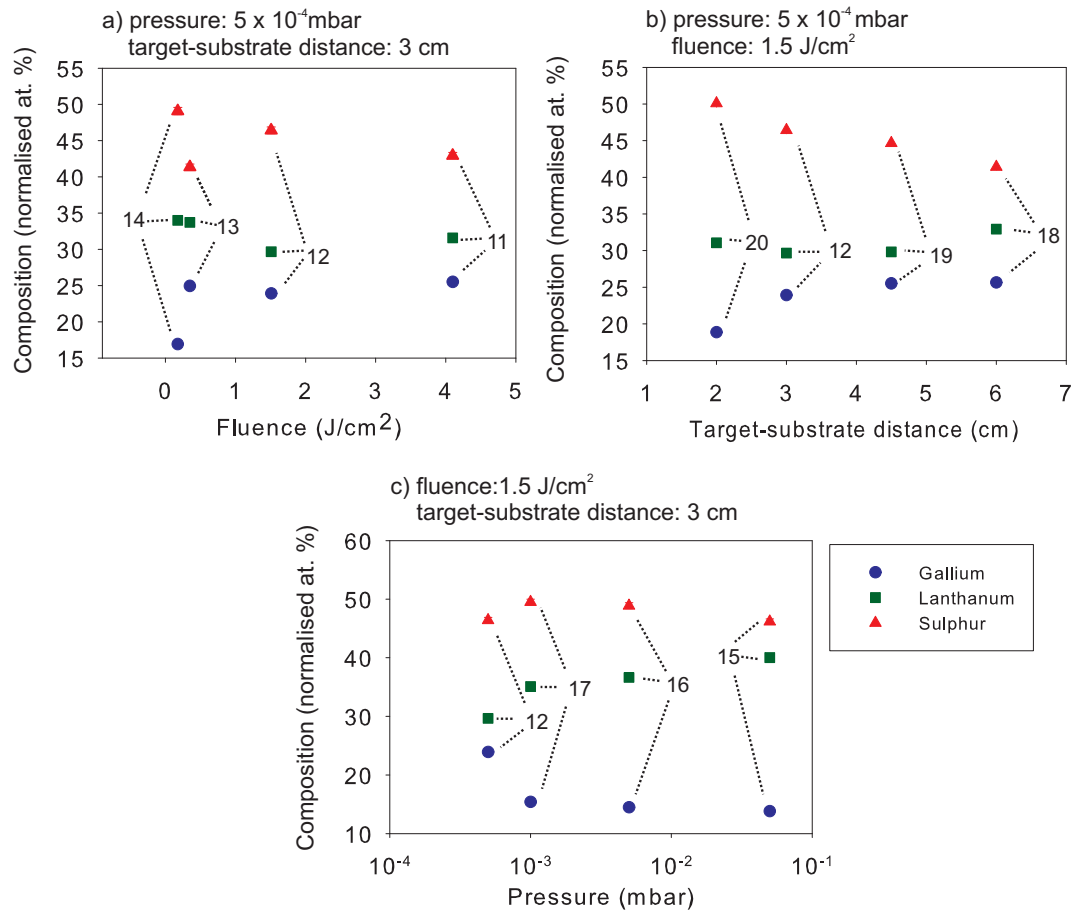 a) pressure: 5 x 10⁻⁴ mbar
target-substrate distance: 3 cm
Composition (normalised at. %)
55
50
45
40
35
30
25
20
15
14
13
12
11
0 1 2 3 4 5
Fluence (J/cm²)
b) pressure: 5 x 10⁻⁴ mbar
fluence: 1.5 J/cm²
Composition (normalised at. %)
55
50
45
40
35
30
25
20
15
20
12
19
18
1 2 3 4 5 6 7
Target-substrate distance (cm)
c) fluence:1.5 J/cm²
target-substrate distance: 3 cm
Composition (normalised at. %)
60
50
40
30
20
10
12
17
16
15
10⁻⁴ 10⁻³ 10⁻² 10⁻¹
Pressure (mbar)
Gallium
Lanthanum
Sulphur